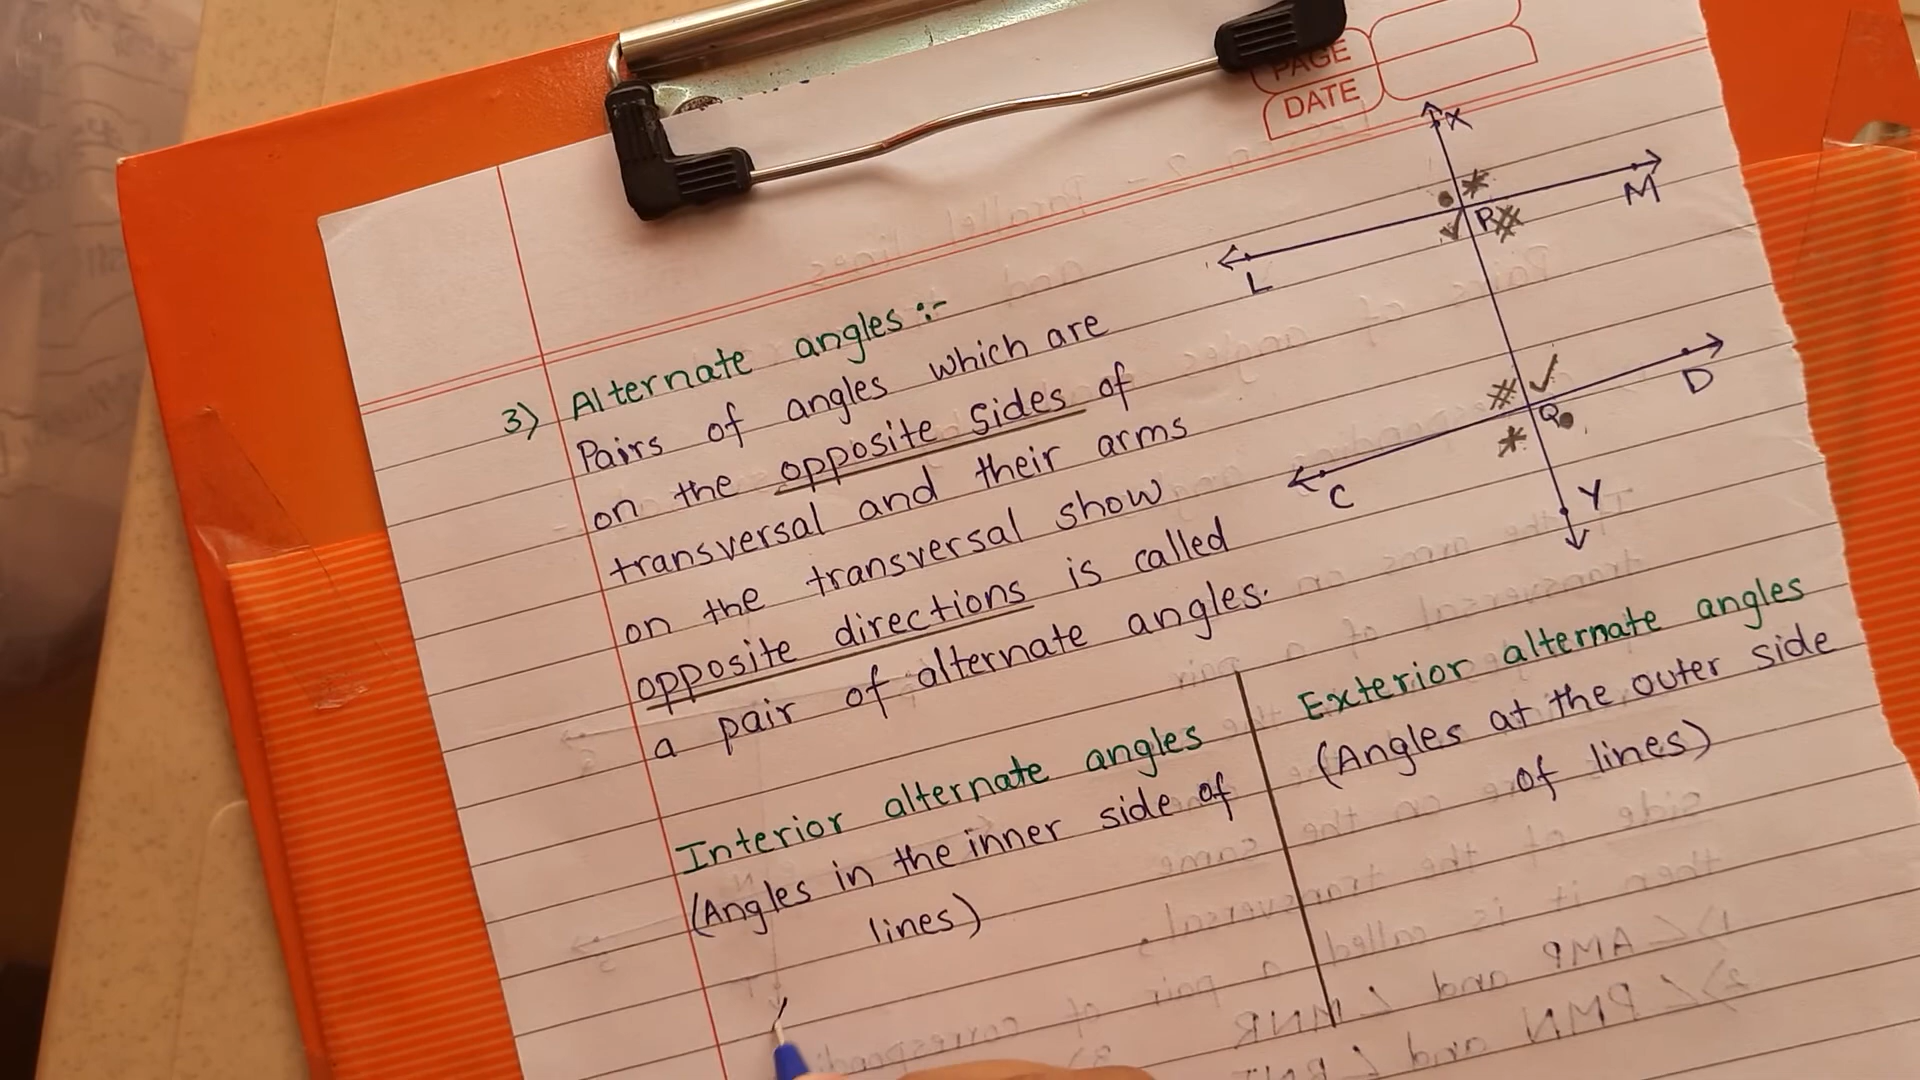 PAGE
DATE
X
M
P
L
D
Q
C
Y
3) Alternate angles :-
Pairs of angles which are
on the opposite sides of
transversal and their arms
on the transversal show
opposite directions is called
a pair of alternate angles.
Interior alternate angles
(Angles in the inner side of
lines)
Exterior alternate angles
(Angles at the outer side
of lines)